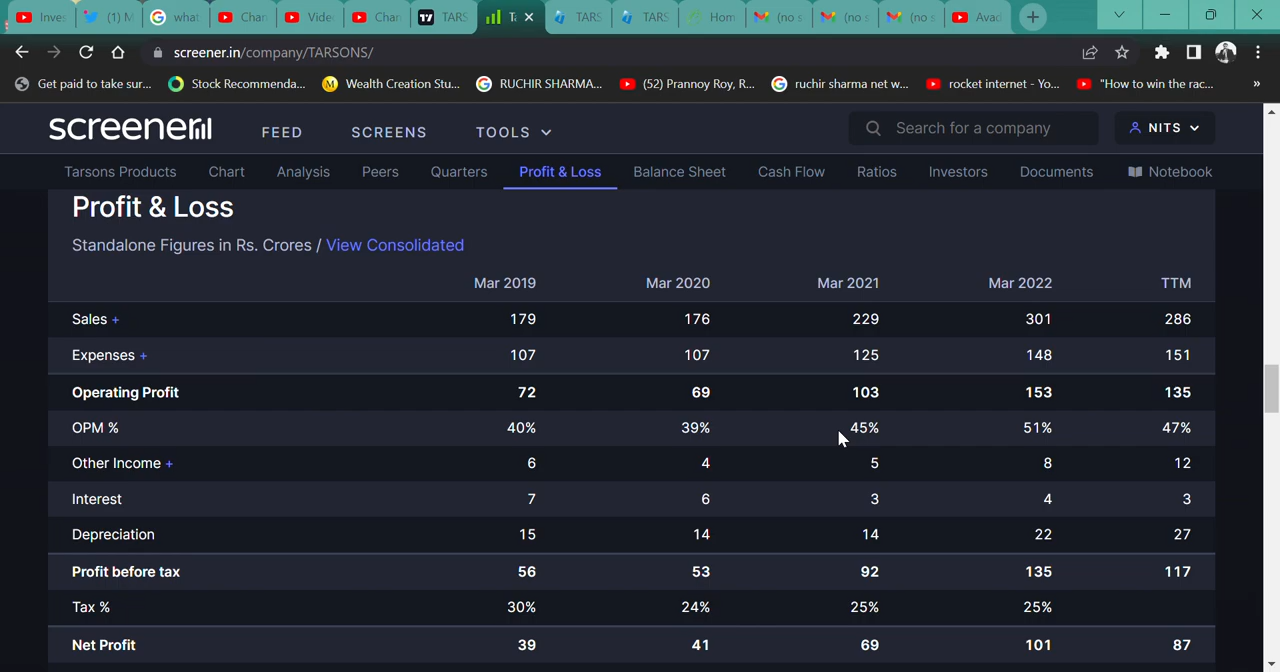 Inves
(1) M
what
Chan
Vide
Chan
TARS
Ta
TARS
TARS
Hom
(no s
(no s
(no s
Avad
screener.in/company/TARSONS/
Get paid to take sur...
Stock Recommenda...
Wealth Creation Stu...
RUCHIR SHARMA...
(52) Prannoy Roy, R...
ruchir sharma net w...
rocket internet - Yo...
"How to win the rac...
»
screener
FEED
SCREENS
TOOLS
Search for a company
NITS
Tarsons Products
Chart
Analysis
Peers
Quarters
Profit & Loss
Balance Sheet
Cash Flow
Ratios
Investors
Documents
Notebook
Profit & Loss
Standalone Figures in Rs. Crores / View Consolidated
Mar 2019 Mar 2020 Mar 2021 Mar 2022 TTM
Sales + 179 176 229 301 286
Expenses + 107 107 125 148 151
Operating Profit 72 69 103 153 135
OPM % 40% 39% 45% 51% 47%
Other Income + 6 4 5 8 12
Interest 7 6 3 4 3
Depreciation 15 14 14 22 27
Profit before tax 56 53 92 135 117
Tax % 30% 24% 25% 25%
Net Profit 39 41 69 101 87